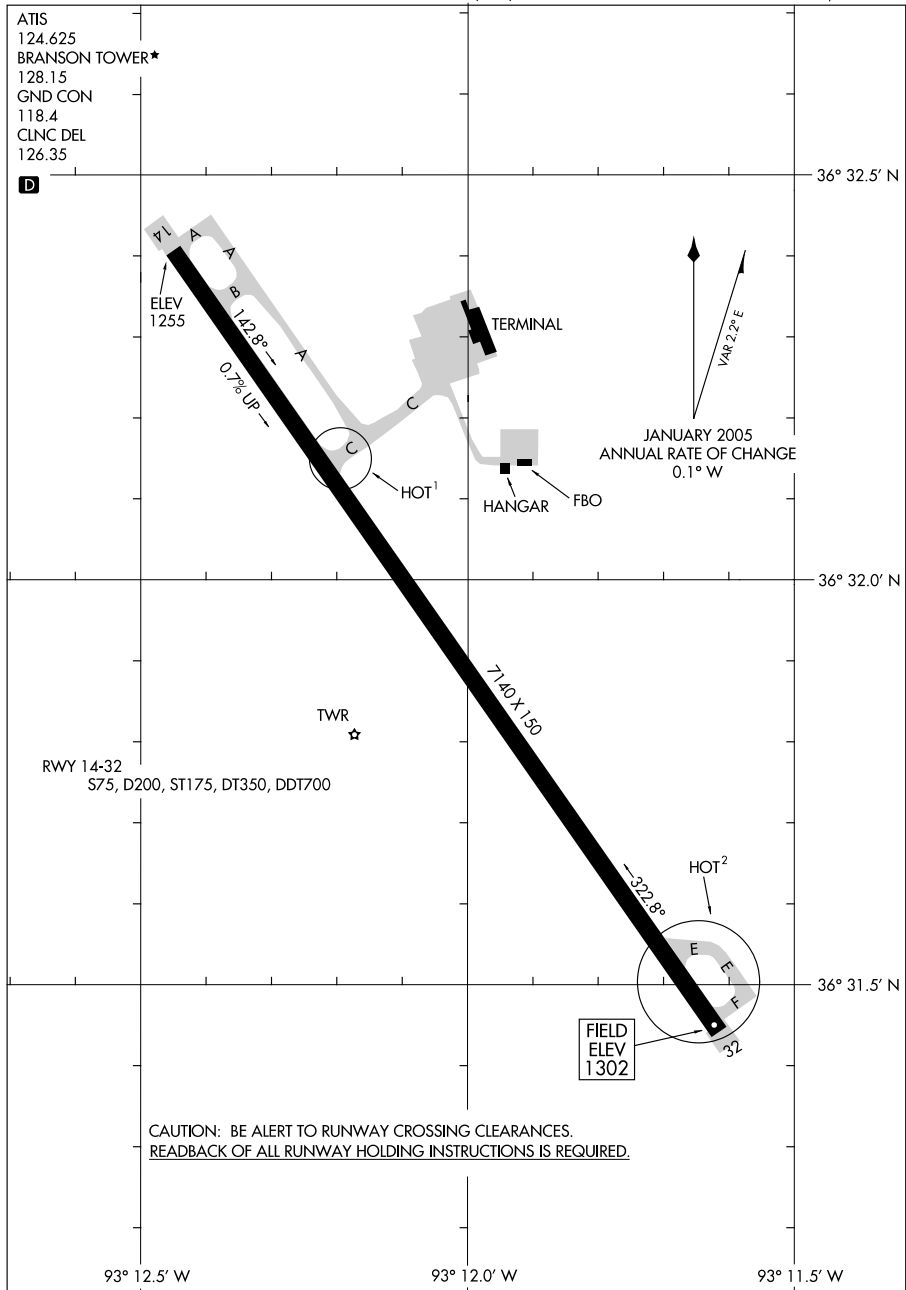 ATIS
124.625
BRANSON TOWER★
128.15
GND CON
118.4
CLNC DEL
126.35
D
36° 32.5' N
14
A
A
B
A
ELEV
1255
142.8°
0.7% UP
TERMINAL
C
C
HOT¹
HANGAR
FBO
VAR 2.2° E
JANUARY 2005
ANNUAL RATE OF CHANGE
0.1° W
36° 32.0' N
7140 X 150
TWR
RWY 14-32
S75, D200, ST175, DT350, DDT700
322.8°
HOT²
E
E
F
36° 31.5' N
32
FIELD
ELEV
1302
CAUTION: BE ALERT TO RUNWAY CROSSING CLEARANCES.
READBACK OF ALL RUNWAY HOLDING INSTRUCTIONS IS REQUIRED.
93° 12.5' W
93° 12.0' W
93° 11.5' W